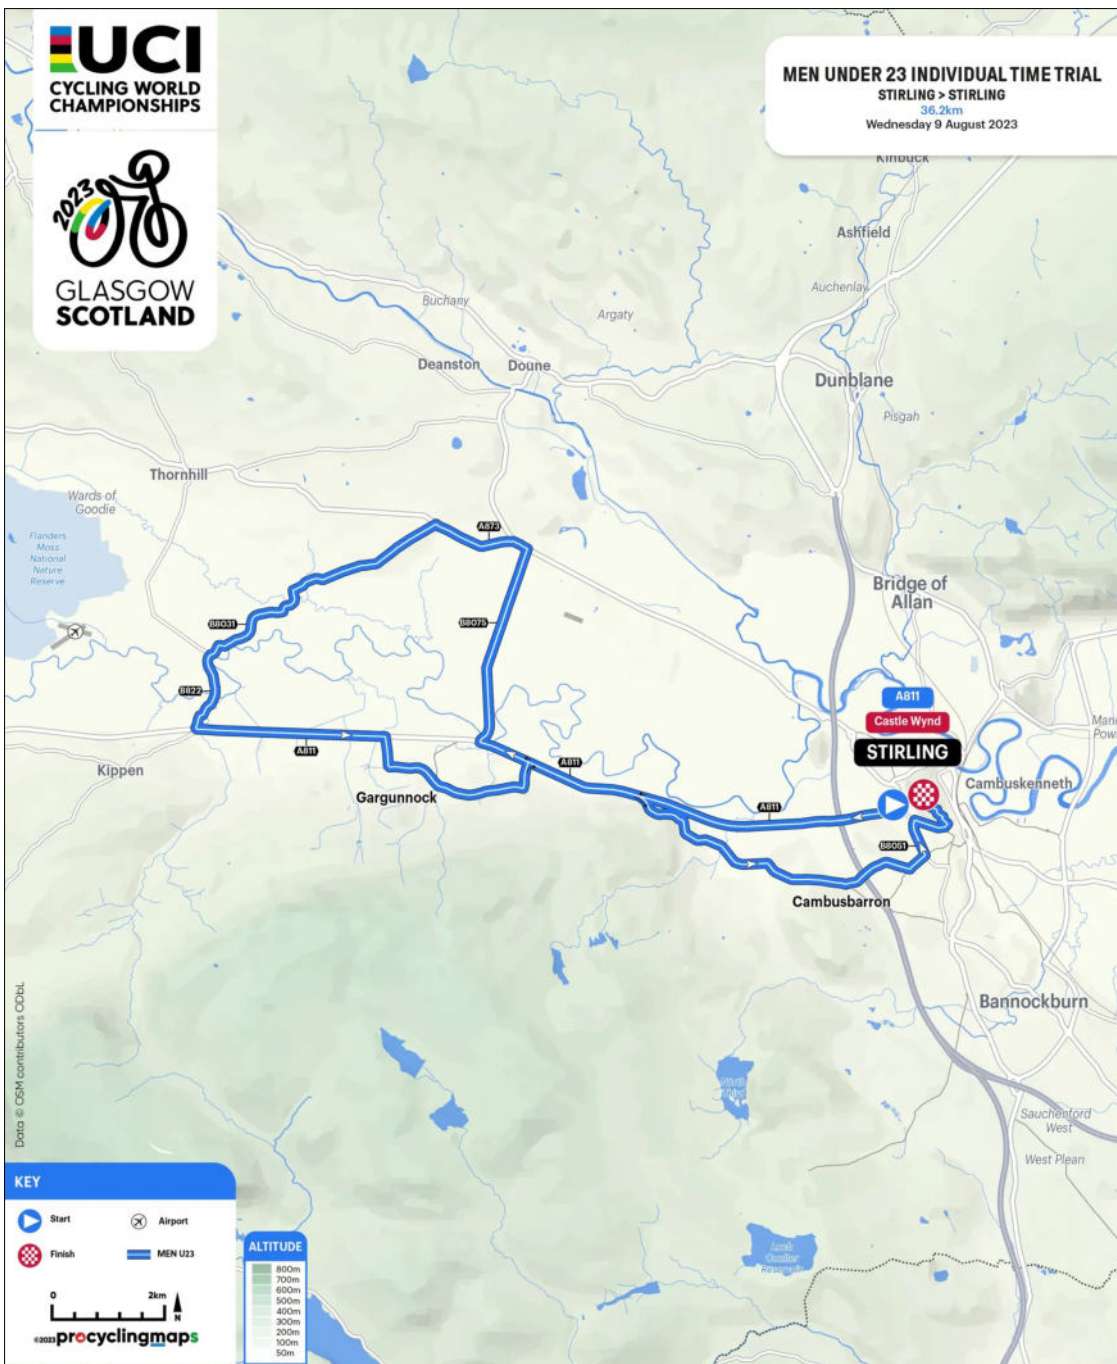 UCI
CYCLING WORLD
CHAMPIONSHIPS
2023
GLASGOW
SCOTLAND
MEN UNDER 23 INDIVIDUAL TIME TRIAL
STIRLING > STIRLING
36.2km
Wednesday 9 August 2023
Kinbuck
Ashfield
Auchenlay
Buchany
Argaty
Deanston
Doune
Dunblane
Pisgah
Thornhill
Wards of
Goodie
Flanders
Moss
National
Nature
Reserve
A873
Bridge of
Allan
B8031
B8075
B822
A811
Castle Wynd
STIRLING
A811
A811
Kippen
Cambuskenneth
Gargunnock
A811
B8051
Cambusbarron
Bannockburn
Sauchenford
West
West Plean
Loch
Coulter
Reservoir
Data © OSM contributors ODbL
KEY
Start
Airport
Finish
MEN U23
0 2km
N
©2023 procyclingmaps
ALTITUDE
800m
700m
600m
500m
400m
300m
200m
100m
50m